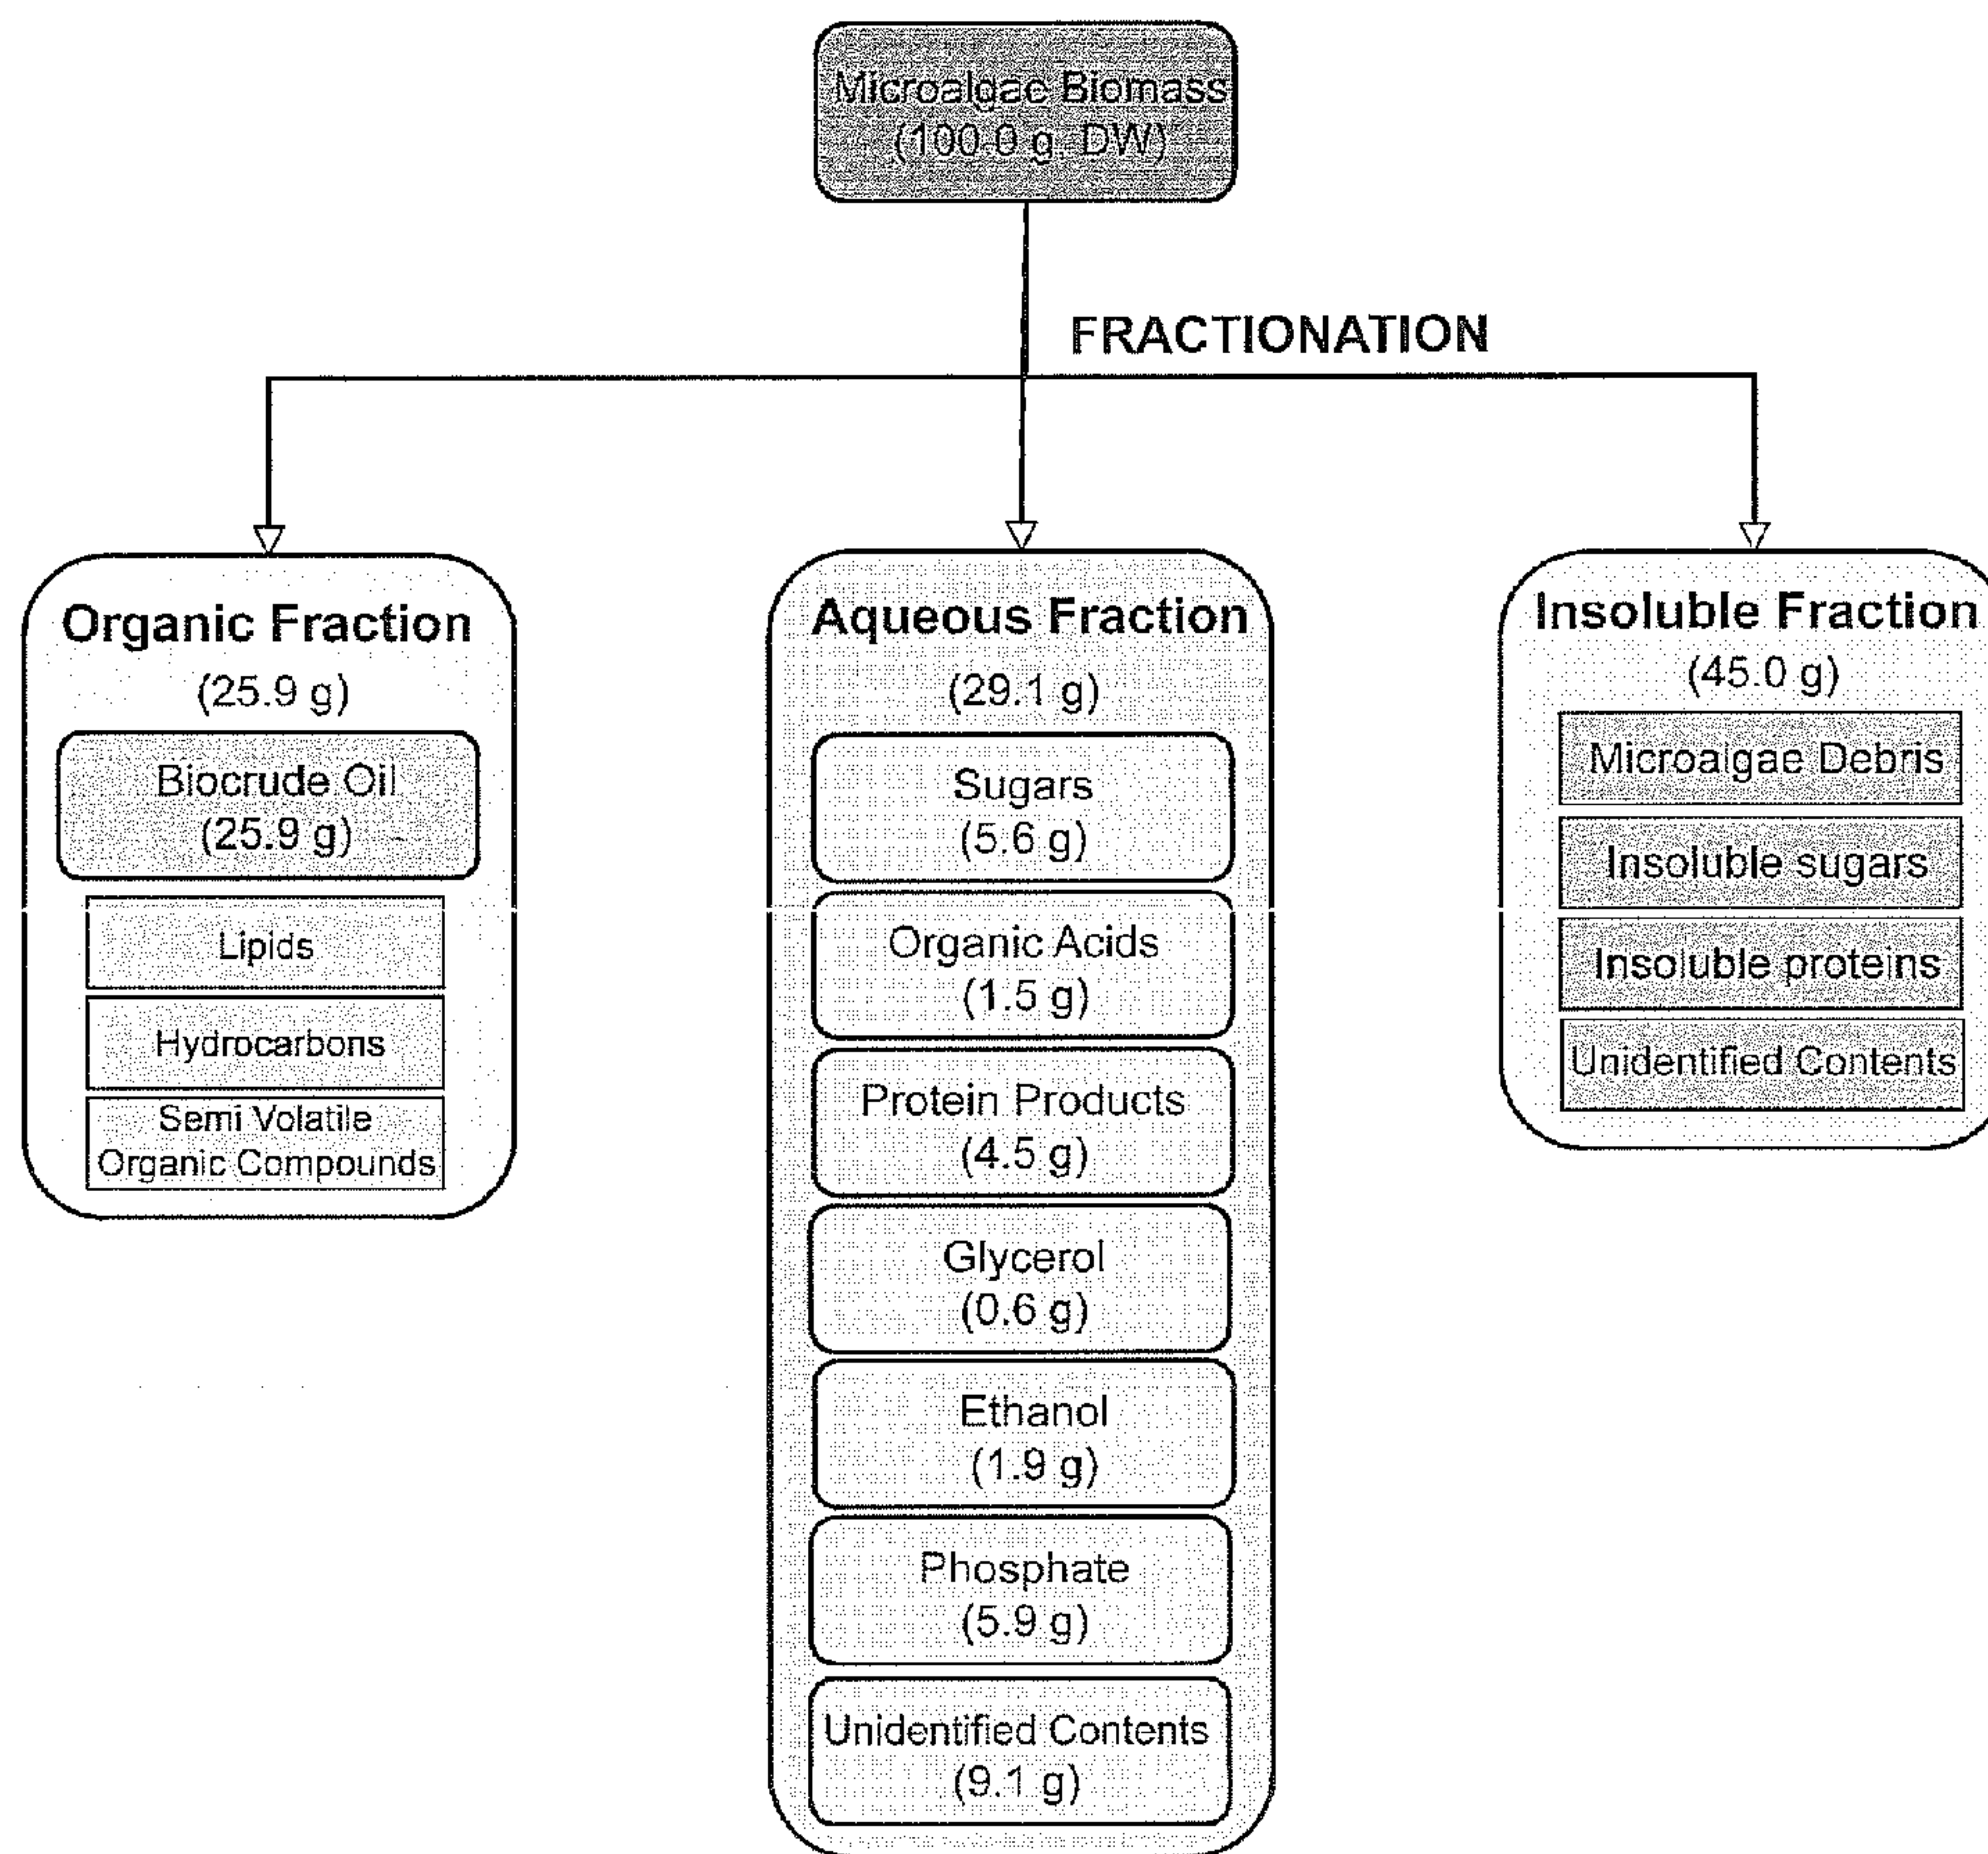 Microalgae Biomass
(100.0 g, DW)
FRACTIONATION
Organic Fraction
(25.9 g)
Biocrude Oil
(25.9 g)
Lipids
Hydrocarbons
Semi Volatile
Organic Compounds
Aqueous Fraction
(29.1 g)
Sugars
(5.6 g)
Organic Acids
(1.5 g)
Protein Products
(4.5 g)
Glycerol
(0.6 g)
Ethanol
(1.9 g)
Phosphate
(5.9 g)
Unidentified Contents
(9.1 g)
Insoluble Fraction
(45.0 g)
Microalgae Debris
Insoluble sugars
Insoluble proteins
Unidentified Contents